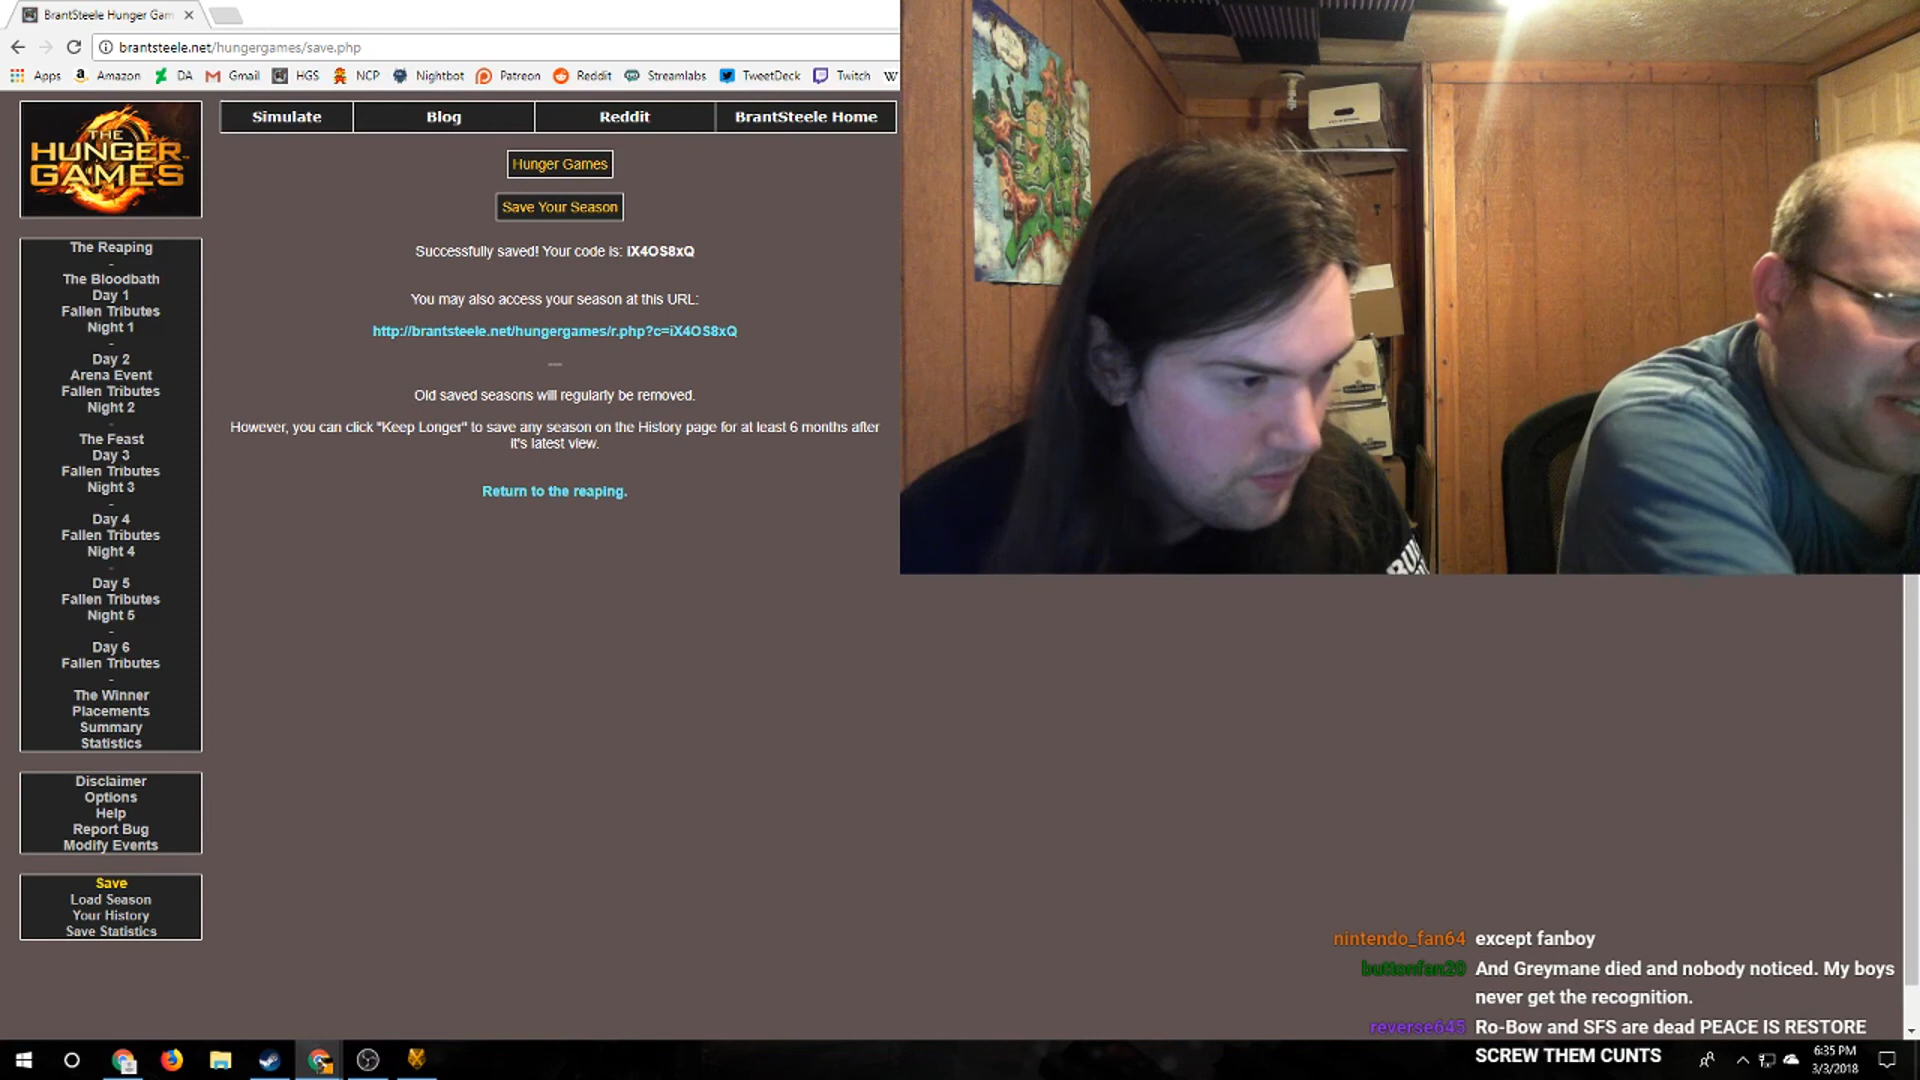 BrantSteele Hunger Gam
brantsteele.net/hungergames/save.php
Apps Amazon DA Gmail HGS NCP Nightbot Patreon Reddit Streamlabs TweetDeck Twitch W
THE HUNGER GAMES
Simulate Blog Reddit BrantSteele Home
Hunger Games
Save Your Season
Successfully saved! Your code is: iX4OS8xQ
You may also access your season at this URL:
http://brantsteele.net/hungergames/r.php?c=iX4OS8xQ
---
Old saved seasons will regularly be removed.
However, you can click "Keep Longer" to save any season on the History page for at least 6 months after
it's latest view.
Return to the reaping.
The Reaping
-
The Bloodbath
Day 1
Fallen Tributes
Night 1
-
Day 2
Arena Event
Fallen Tributes
Night 2
-
The Feast
Day 3
Fallen Tributes
Night 3
-
Day 4
Fallen Tributes
Night 4
-
Day 5
Fallen Tributes
Night 5
-
Day 6
Fallen Tributes
-
The Winner
Placements
Summary
Statistics
Disclaimer
Options
Help
Report Bug
Modify Events
Save
Load Season
Your History
Save Statistics
nintendo_fan64 except fanboy
buttonfan20 And Greymane died and nobody noticed. My boys
never get the recognition.
reverse645 Ro-Bow and SFS are dead PEACE IS RESTORE
SCREW THEM CUNTS
6:35 PM
3/3/2018